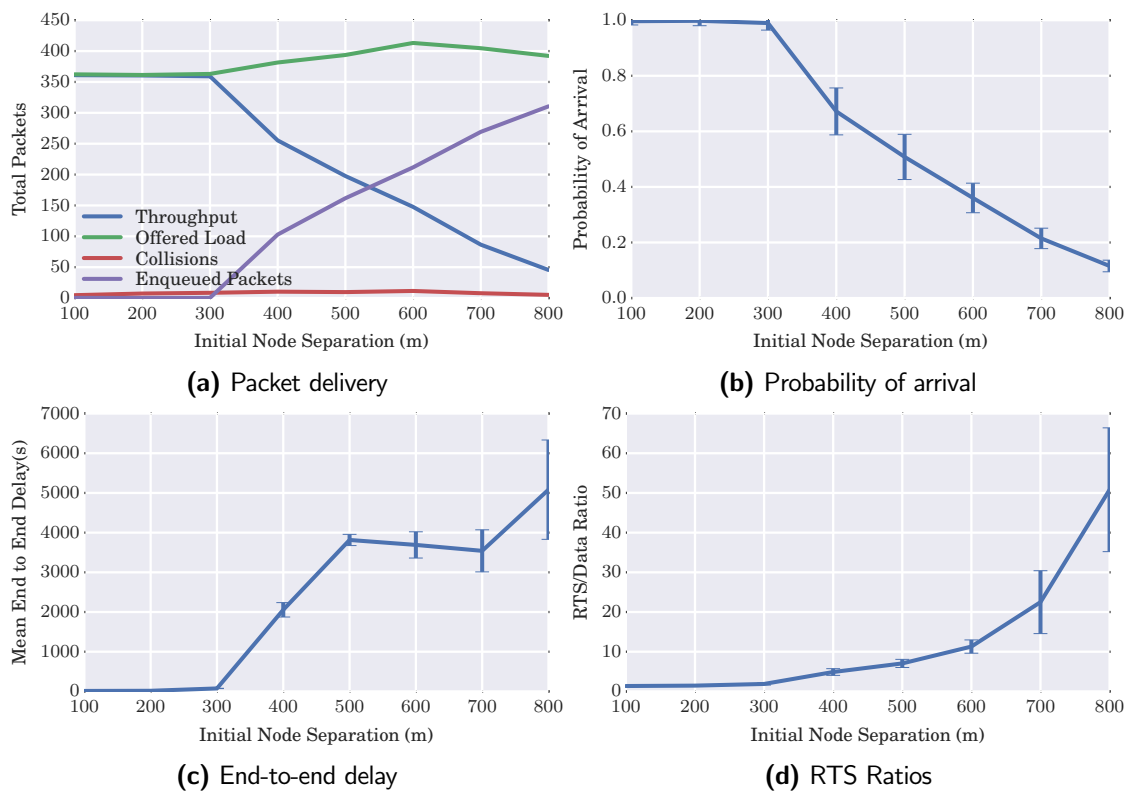 450
400
350
300
250
200
150
100
50
0
Total Packets
Throughput
Offered Load
Collisions
Enqueued Packets
100 200 300 400 500 600 700 800
Initial Node Separation (m)
(a) Packet delivery
1.0
0.8
0.6
0.4
0.2
0.0
Probability of Arrival
100 200 300 400 500 600 700 800
Initial Node Separation (m)
(b) Probability of arrival
7000
6000
5000
4000
3000
2000
1000
0
Mean End to End Delay(s)
100 200 300 400 500 600 700 800
Initial Node Separation (m)
(c) End-to-end delay
70
60
50
40
30
20
10
0
RTS/Data Ratio
100 200 300 400 500 600 700 800
Initial Node Separation (m)
(d) RTS Ratios